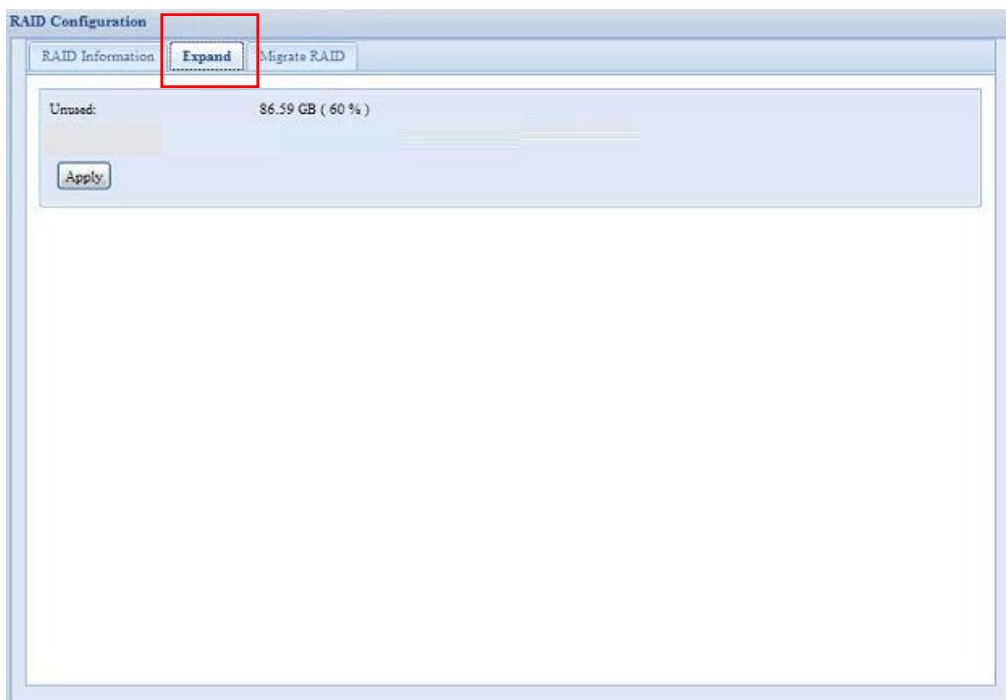 RAID Configuration
RAID Information Expand Migrate RAID
Unused: 86.59 GB ( 60 % )
Apply